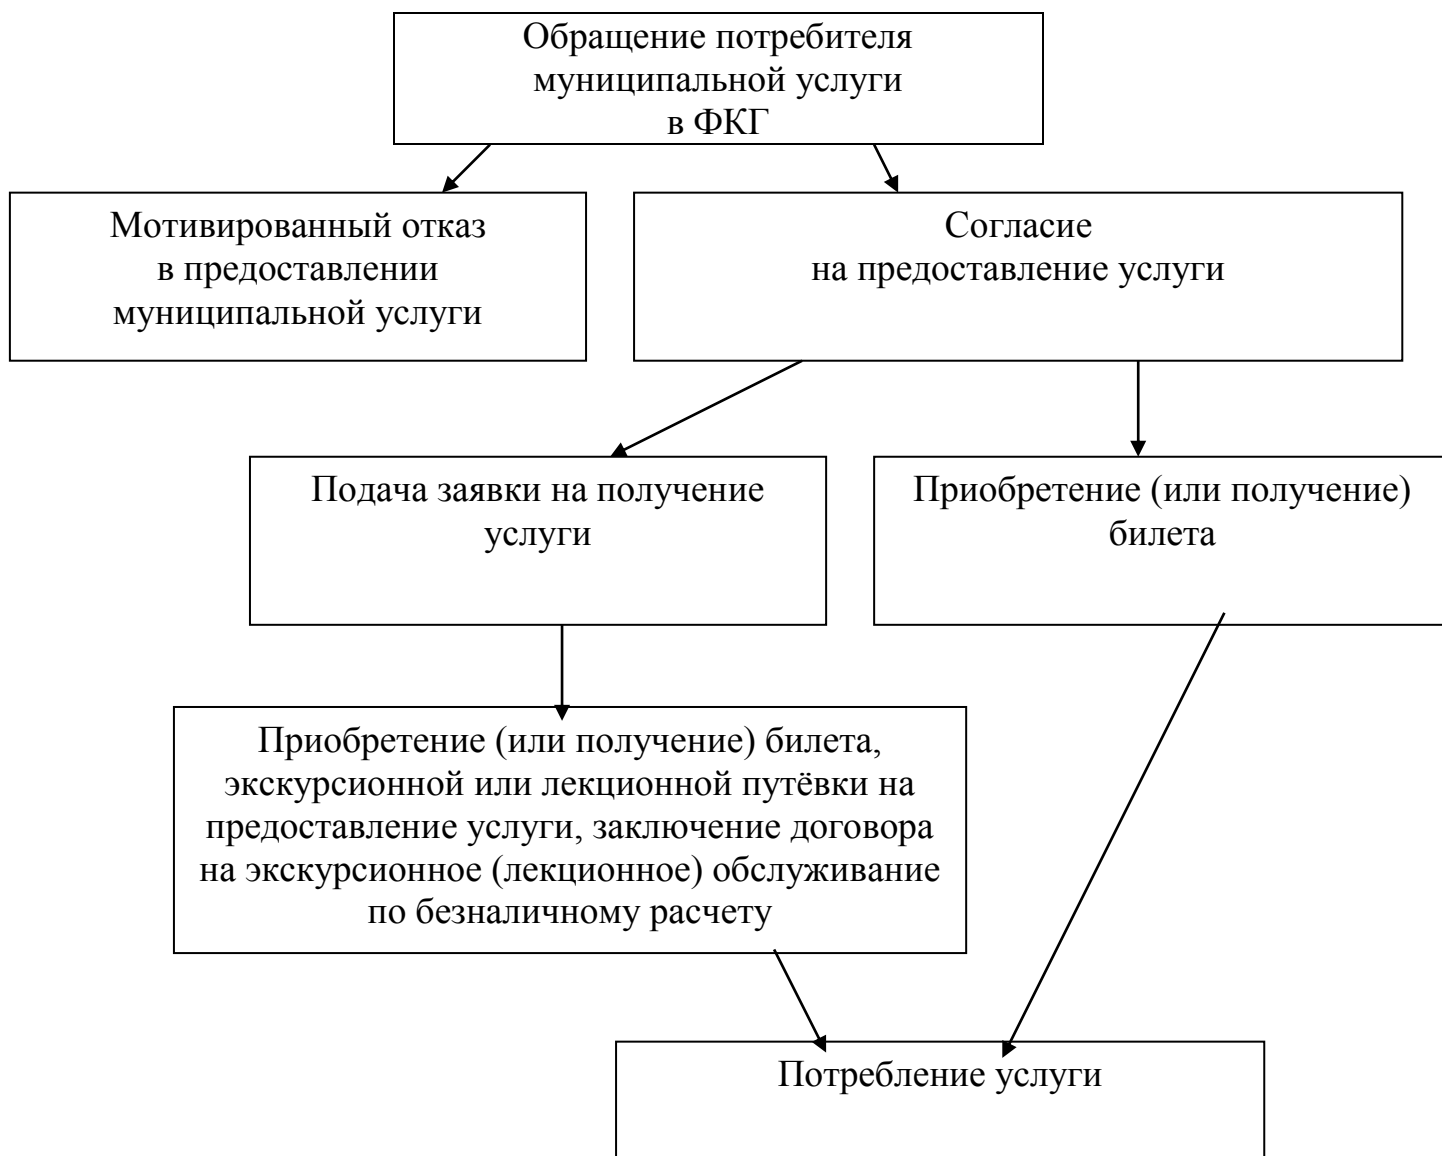 Обращение потребителя
муниципальной услуги
в ФКГ
Мотивированный отказ
в предоставлении
муниципальной услуги
Согласие
на предоставление услуги
Подача заявки на получение
услуги
Приобретение (или получение)
билета
Приобретение (или получение) билета,
экскурсионной или лекционной путёвки на
предоставление услуги, заключение договора
на экскурсионное (лекционное) обслуживание
по безналичному расчету
Потребление услуги